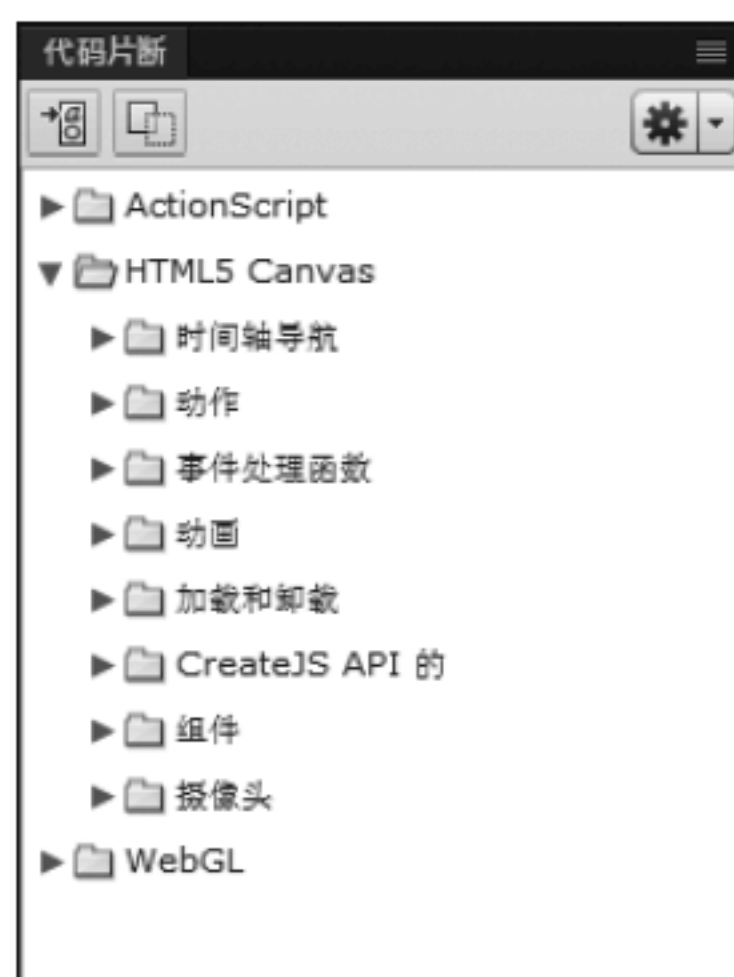 代码片断
ActionScript
HTML5 Canvas
时间轴导航
动作
事件处理函数
动画
加载和卸载
CreateJS API 的
组件
摄像头
WebGL